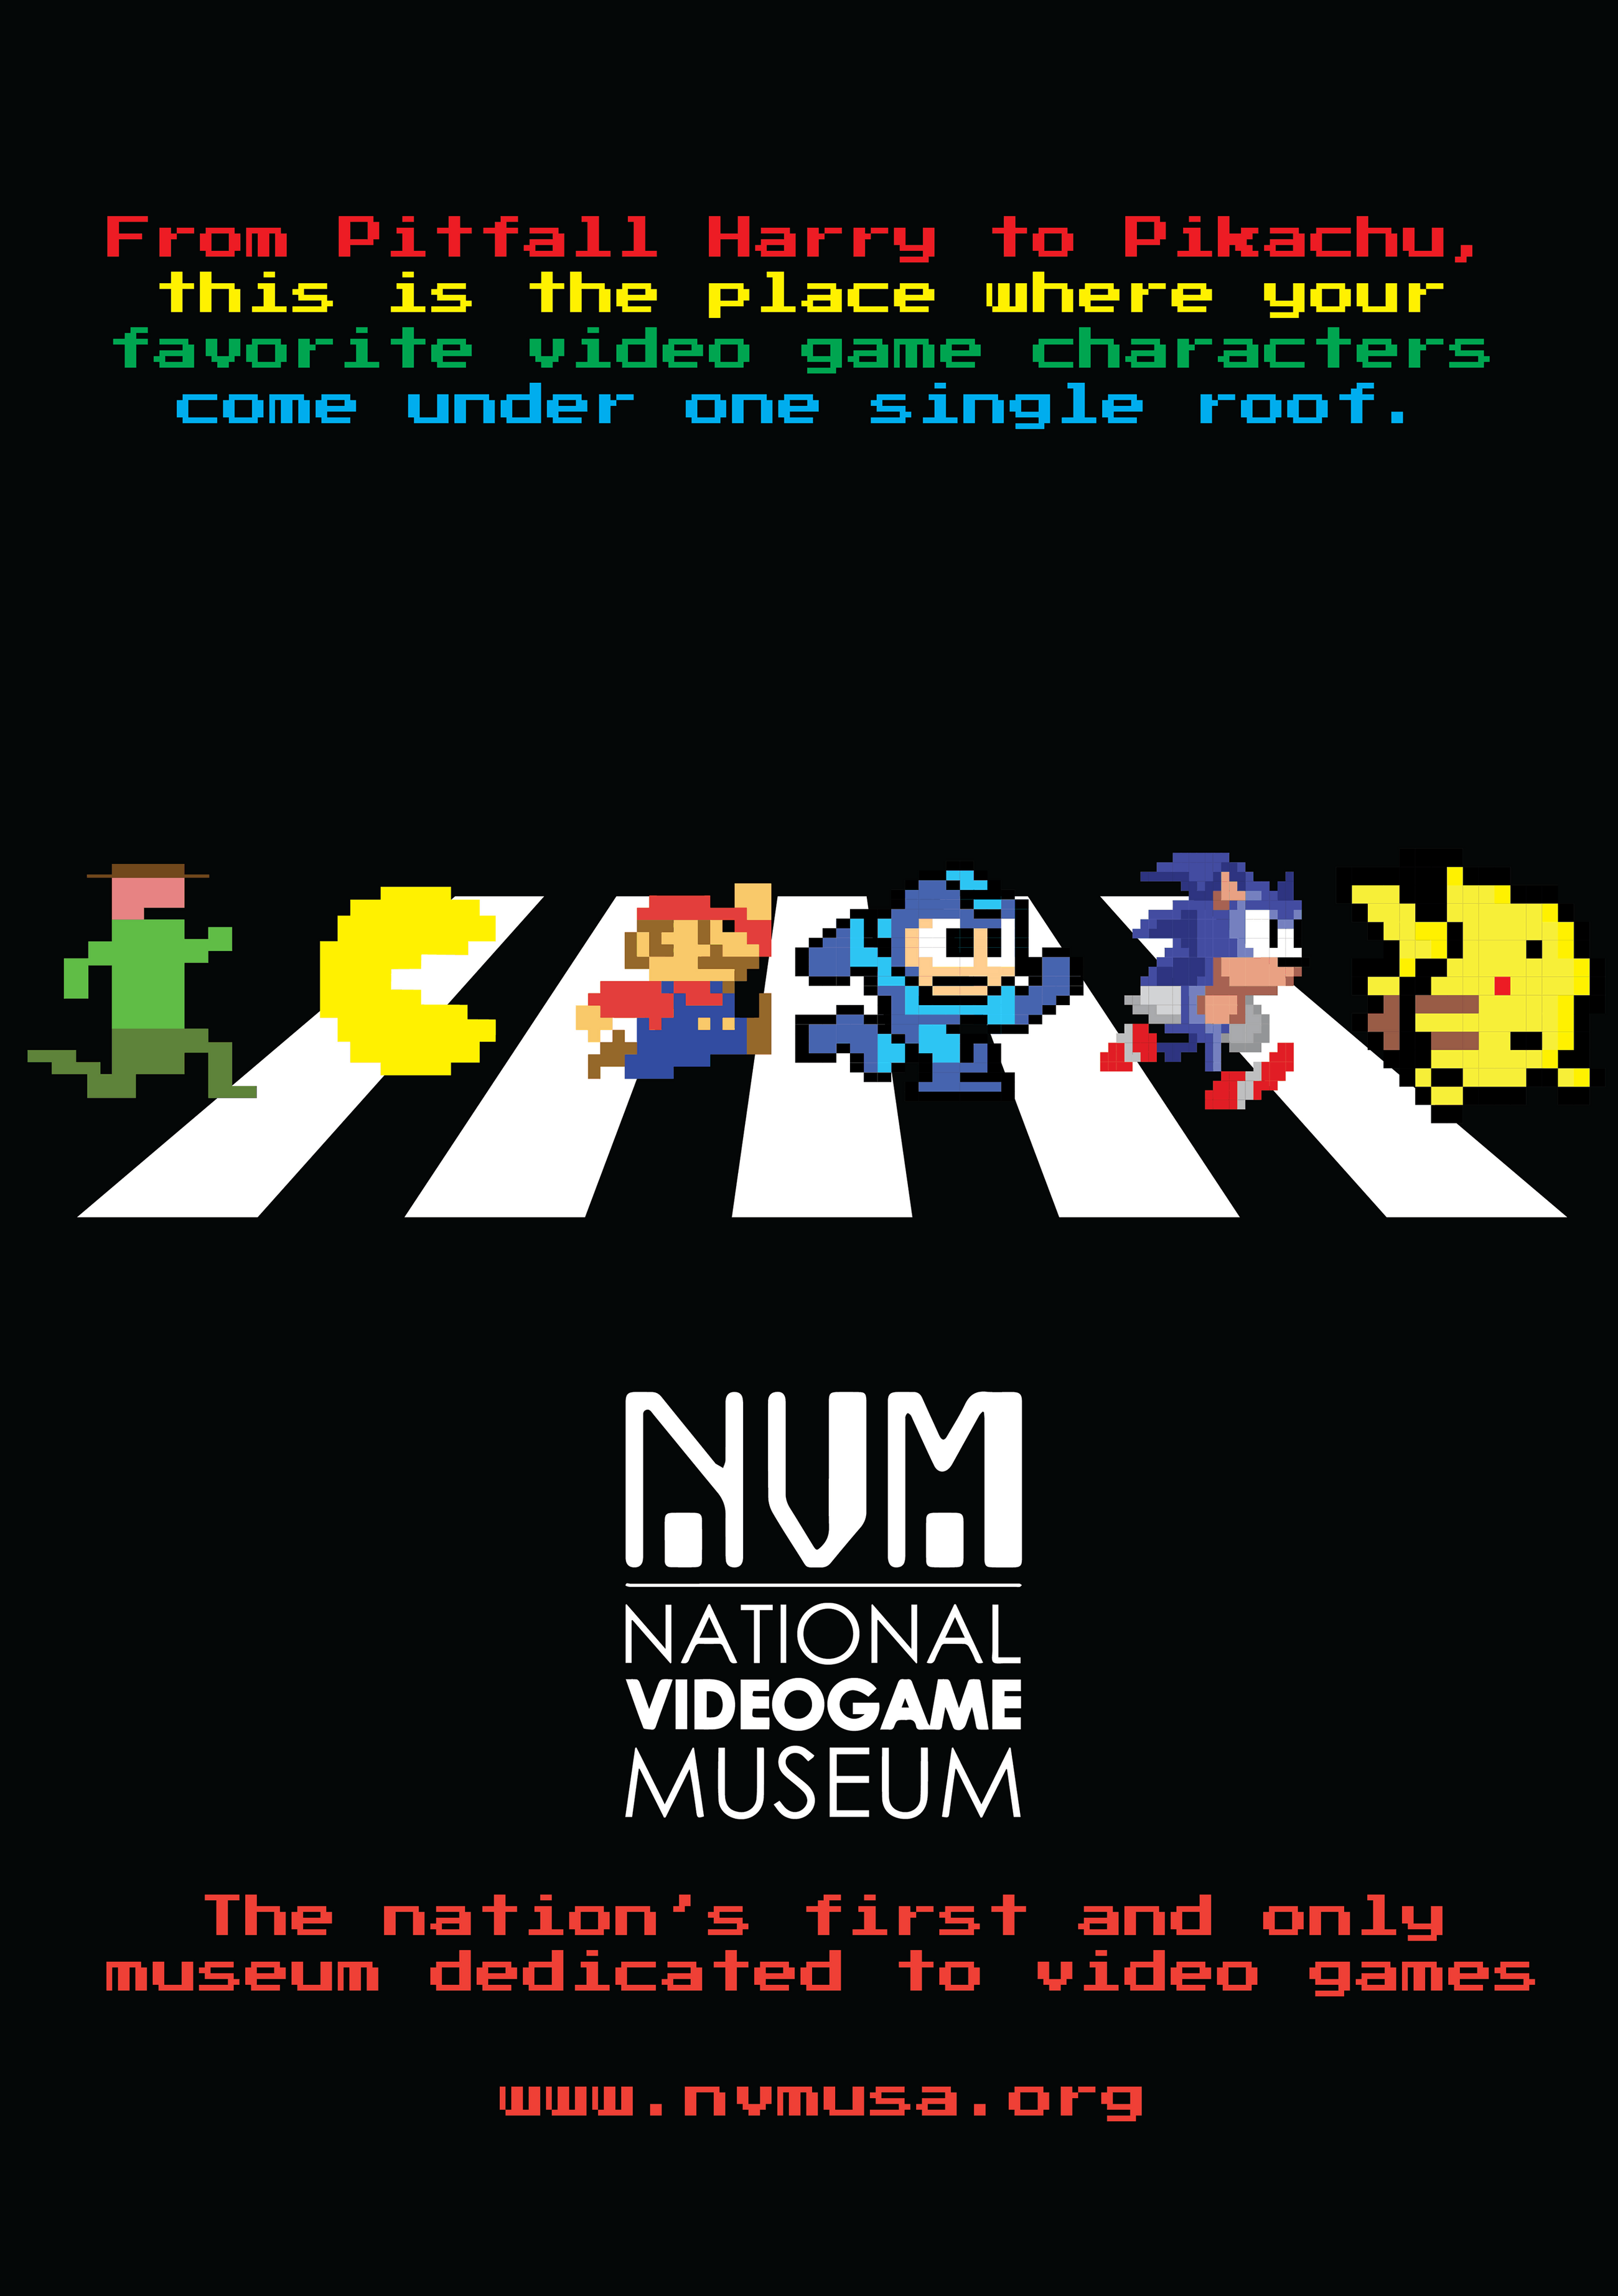 From Pitfall Harry to Pikachu,
this is the place where your
favorite video game characters
come under one single roof.
NVM
NATIONAL
VIDEOGAME
MUSEUM
The nation's first and only
museum dedicated to video games
www.nvmusa.org